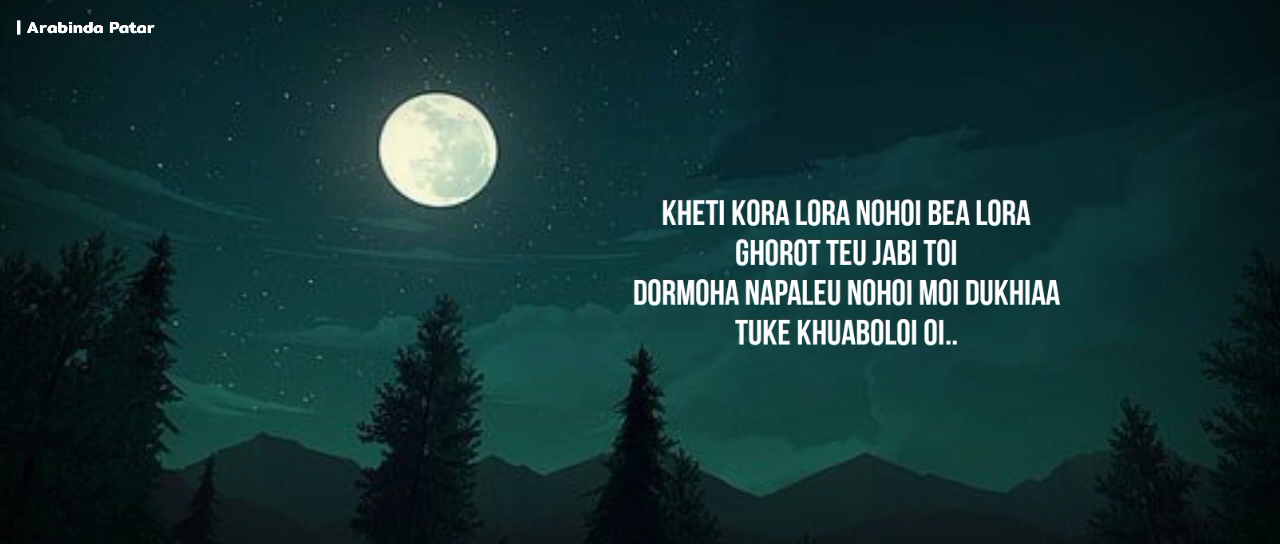 | Arabinda Patar
KHETI KORA LORA NOHOI BEA LORA
GHOROT TEU JABI TOI
DORMOHA NAPALEU NOHOI MOI DUKHIAA
TUKE KHUABOLOI OI..